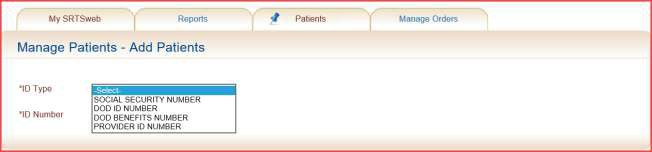 My SRTSweb Reports Patients Manage Orders
Manage Patients - Add Patients
*ID Type -Select-
SOCIAL SECURITY NUMBER
*ID Number DOD ID NUMBER
DOD BENEFITS NUMBER
PROVIDER ID NUMBER